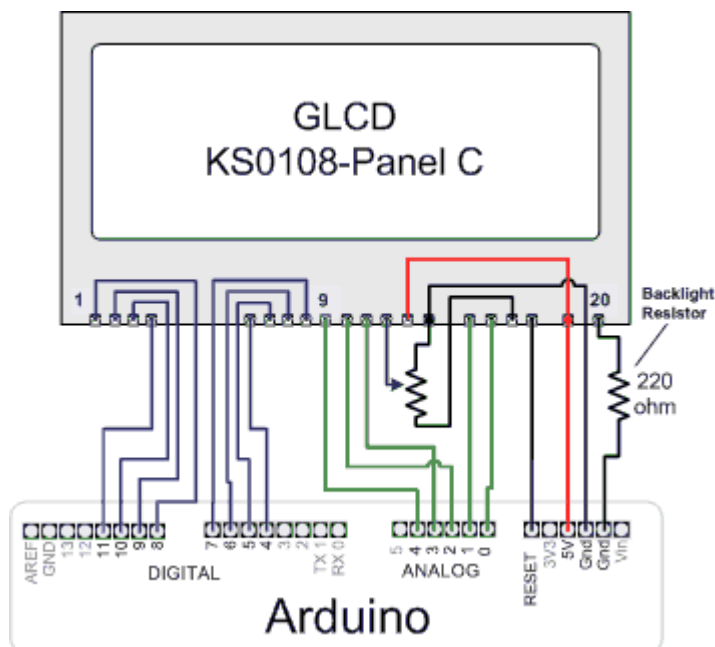 GLCD
KS0108-Panel C
1
9
20
Backlight
Resistor
220
ohm
AREF
GND
13
12
11
10
9
8
7
6
5
4
3
2
TX 1
RX 0
5
4
3
2
1
0
RESET
3V3
5V
Gnd
Gnd
Vin
DIGITAL
ANALOG
Arduino